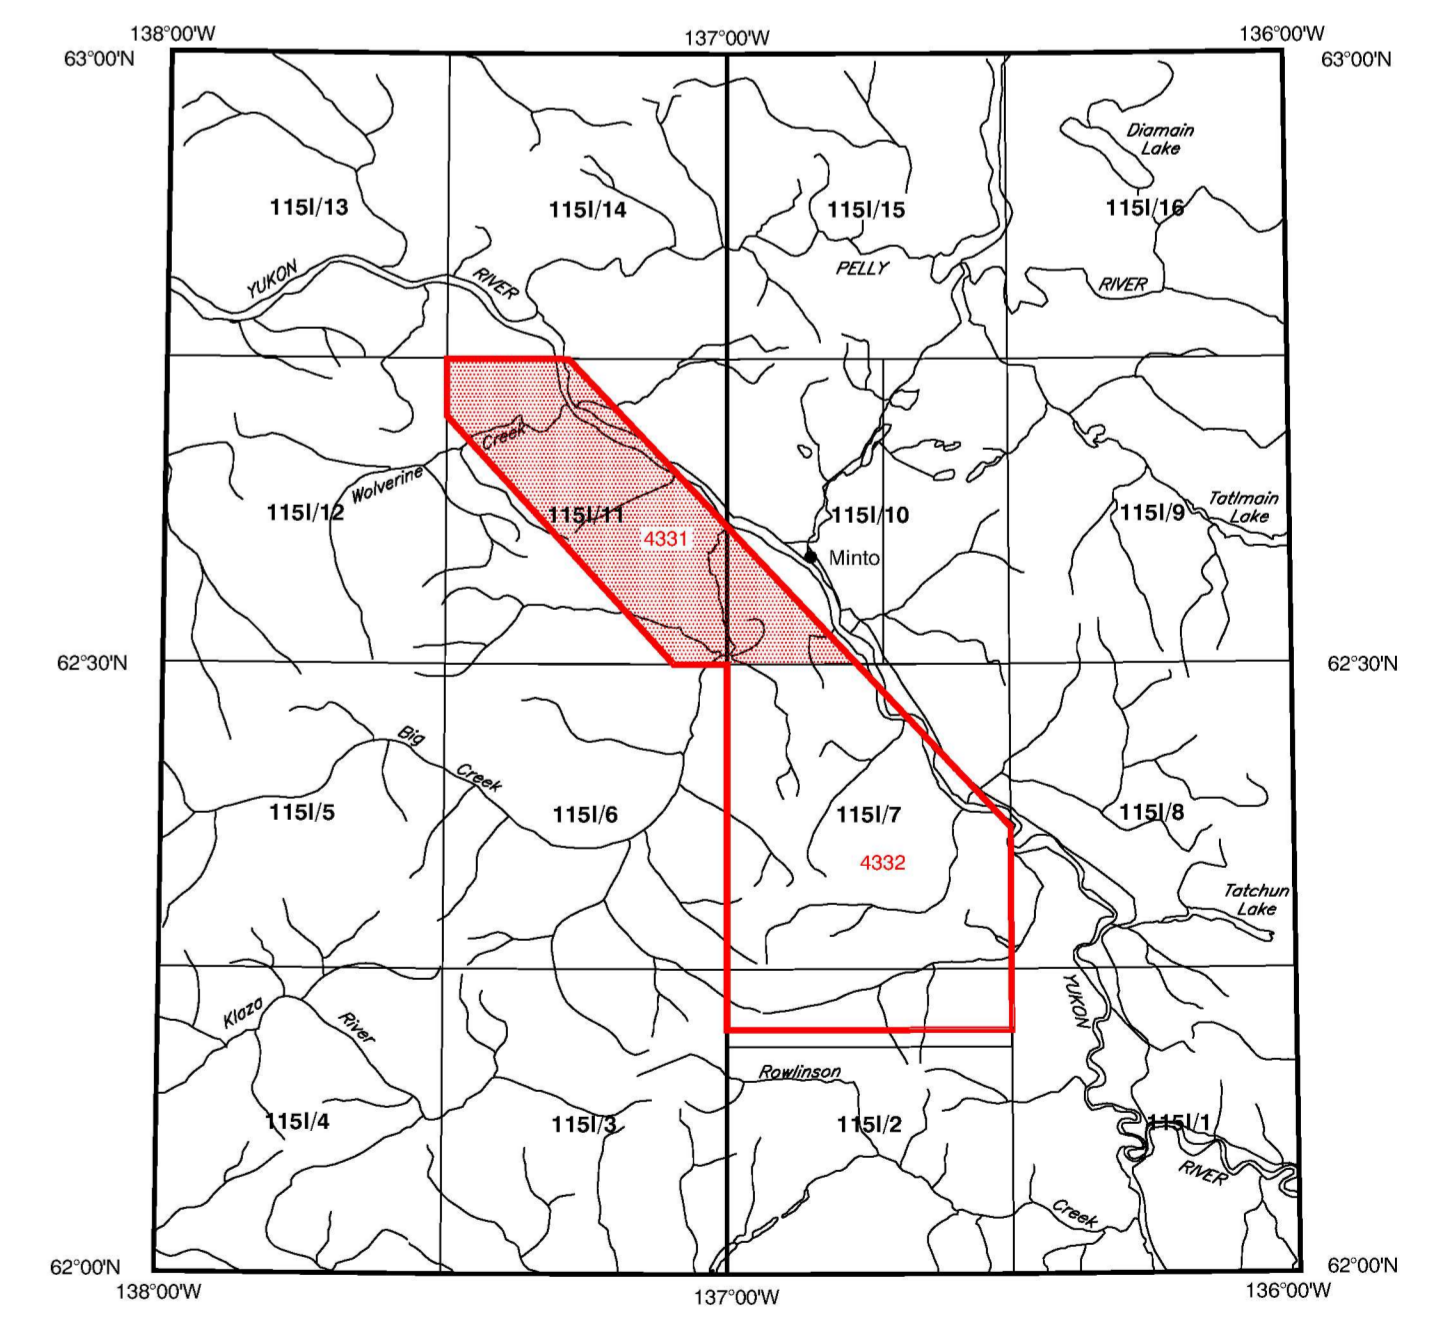 138°00'W
137°00'W
136°00'W
63°00'N
63°00'N
Diamain
Lake
115I/13
115I/14
115I/15
115I/16
YUKON
RIVER
PELLY
RIVER
Creek
Wolverine
115I/12
115I/11
4331
115I/10
115I/9
Tatlmain
Lake
Minto
62°30'N
62°30'N
Big
Creek
115I/5
115I/6
115I/7
115I/8
4332
Tatchun
Lake
Klaza
River
YUKON
Rowlinson
115I/4
115I/3
115I/2
115I/1
RIVER
Creek
62°00'N
62°00'N
138°00'W
137°00'W
136°00'W